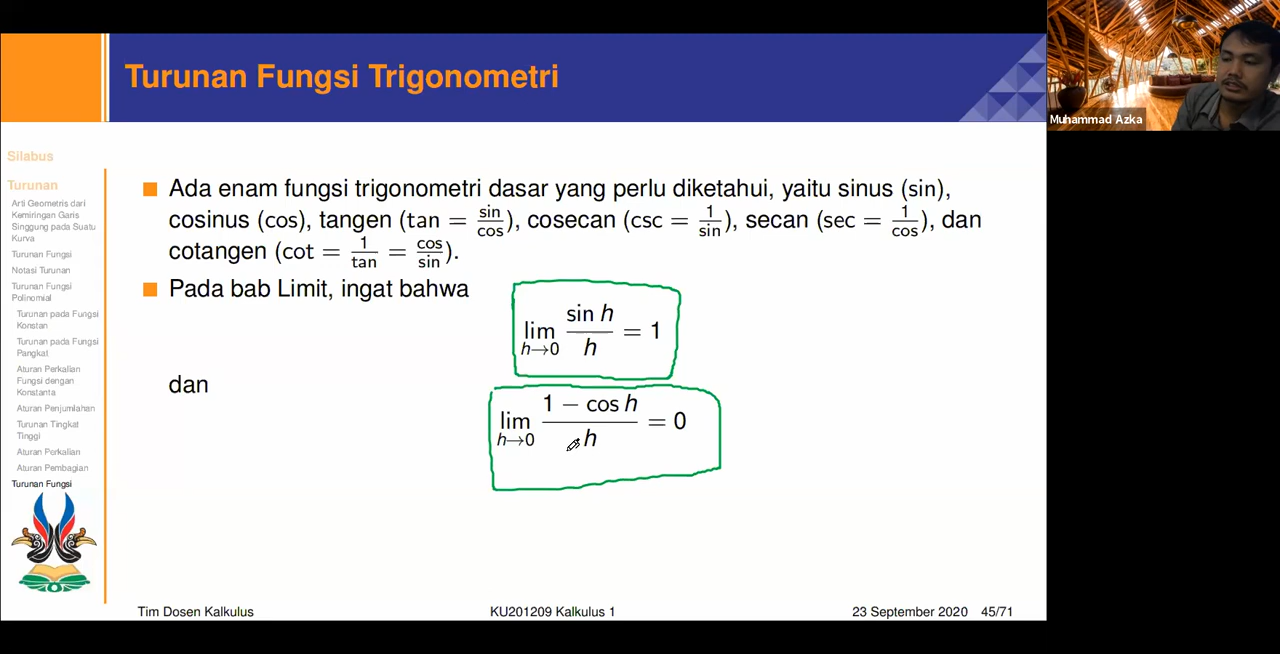 Turunan Fungsi Trigonometri
Muhammad Azka
Silabus
Turunan
Arti Geometris dari
Kemiringan Garis
Singgung pada Suatu
Kurva
Turunan Fungsi
Notasi Turunan
Turunan Fungsi
Polinomial
Turunan pada Fungsi
Konstan
Turunan pada Fungsi
Pangkat
Aturan Perkalian
Fungsi dengan
Konstanta
Aturan Penjumlahan
Turunan Tingkat
Tinggi
Aturan Perkalian
Aturan Pembagian
Turunan Fungsi
Ada enam fungsi trigonometri dasar yang perlu diketahui, yaitu sinus (sin),
cosinus (cos), tangen (tan = sin/cos), cosecan (csc = 1/sin), secan (sec = 1/cos), dan
cotangen (cot = 1/tan = cos/sin).
Pada bab Limit, ingat bahwa
lim h→0 sin h / h = 1
dan
lim h→0 1 − cos h / h = 0
Tim Dosen Kalkulus KU201209 Kalkulus 1 23 September 2020 45/71